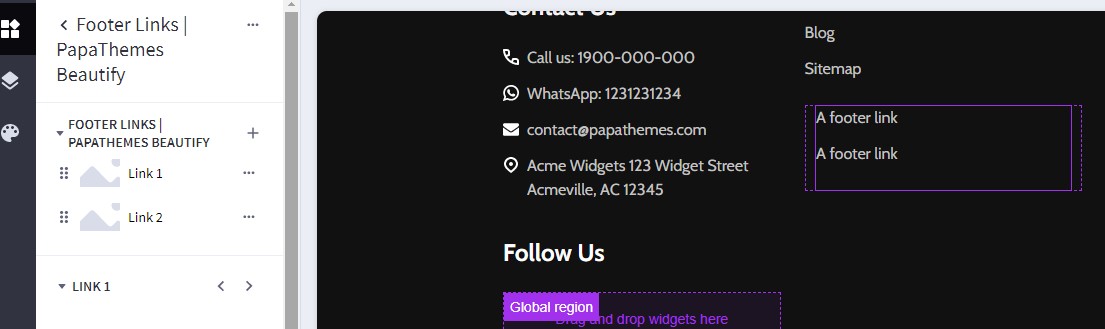 Footer Links |
PapaThemes
Beautify
FOOTER LINKS |
PAPATHEMES BEAUTIFY
Link 1
Link 2
LINK 1
Contact Us
Call us: 1900-000-000
WhatsApp: 1231231234
contact@papathemes.com
Acme Widgets 123 Widget Street
Acmeville, AC 12345
Follow Us
Global region
Drag and drop widgets here
Blog
Sitemap
A footer link
A footer link